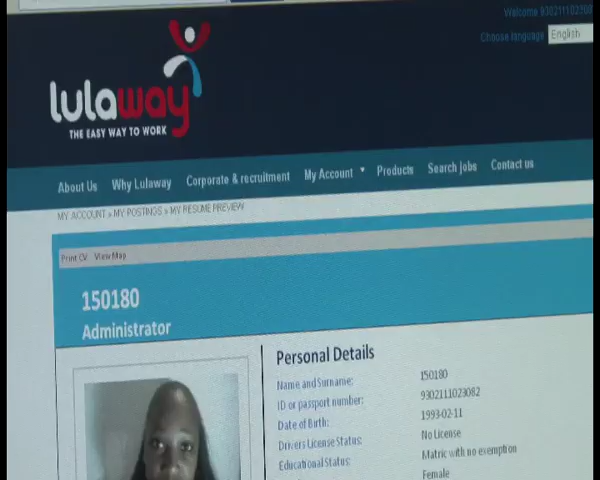 Welcome 9302111023082
Choose language English
lulaway
THE EASY WAY TO WORK
About Us Why Lulaway Corporate & recruitment My Account Products Search jobs Contact us
MY ACCOUNT » MY POSTINGS » MY RESUME PREVIEW
Print CV View Map
150180
Administrator
Personal Details
Name and Surname: 150180
ID or passport number: 9302111023082
Date of Birth: 1993-02-11
Drivers License Status: No License
Educational Status: Matric with no exemption
Female